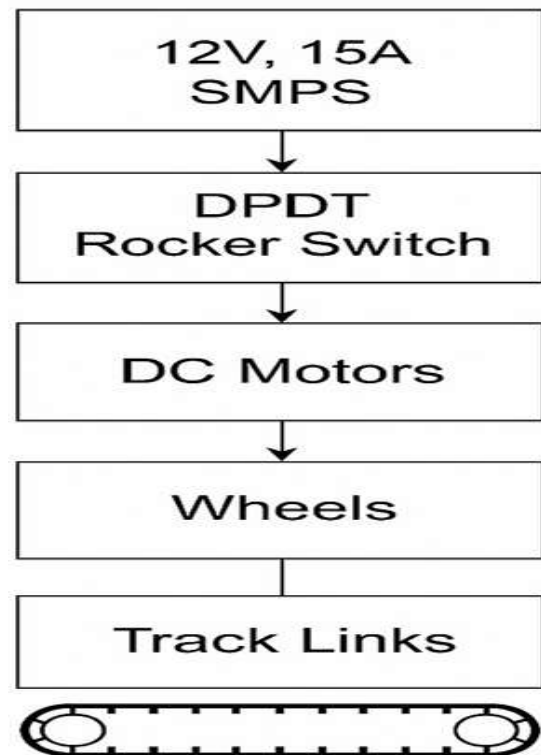 12V, 15A
SMPS
DPDT
Rocker Switch
DC Motors
Wheels
Track Links